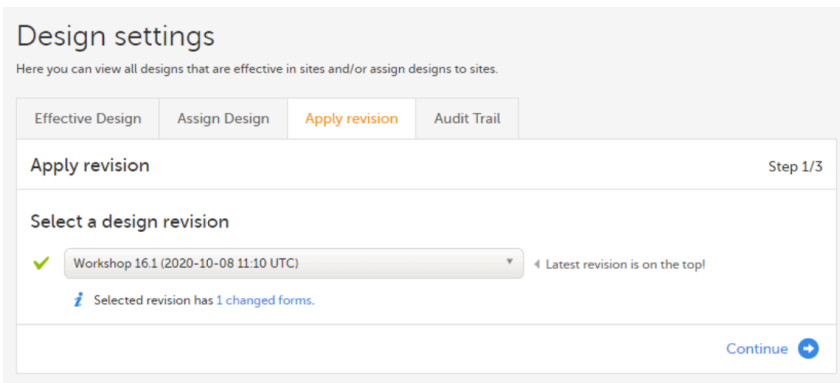 Design settings
Here you can view all designs that are effective in sites and/or assign designs to sites.
Effective Design Assign Design Apply revision Audit Trail
Apply revision Step 1/3
Select a design revision
Workshop 16.1 (2020-10-08 11:10 UTC) Latest revision is on the top!
i Selected revision has 1 changed forms.
Continue